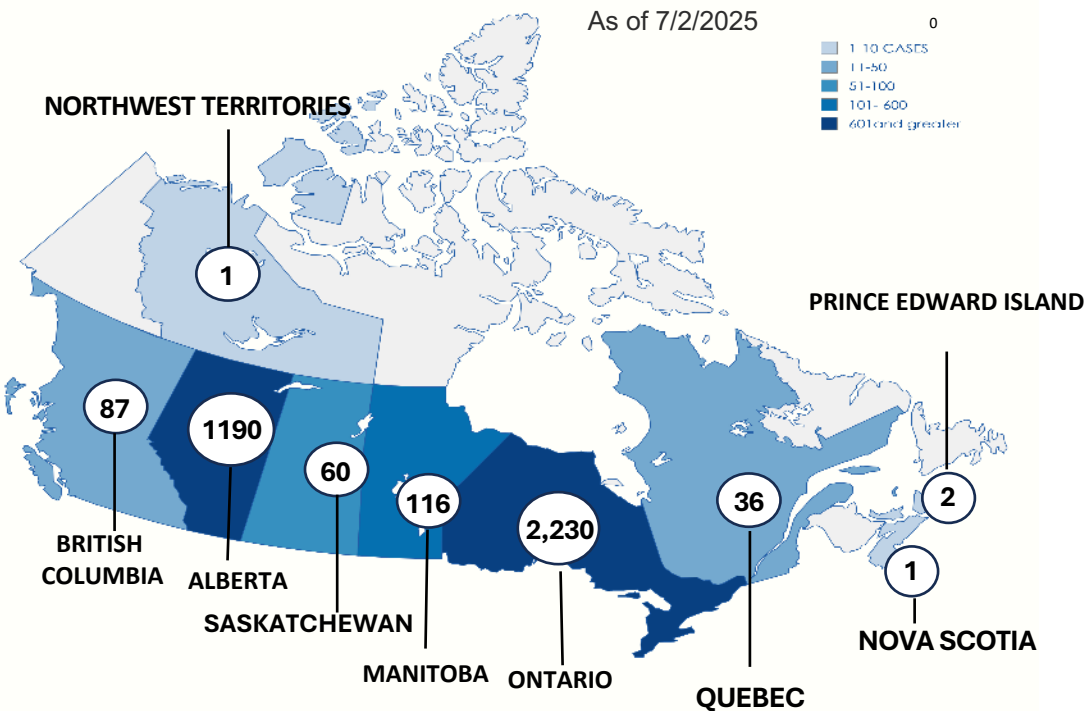 As of 7/2/2025
0
1-10 CASES
11-50
51-100
101- 600
601and greater
NORTHWEST TERRITORIES
1
PRINCE EDWARD ISLAND
87
1190
60
116
2,230
36
2
1
BRITISH
COLUMBIA
ALBERTA
SASKATCHEWAN
MANITOBA
ONTARIO
QUEBEC
NOVA SCOTIA